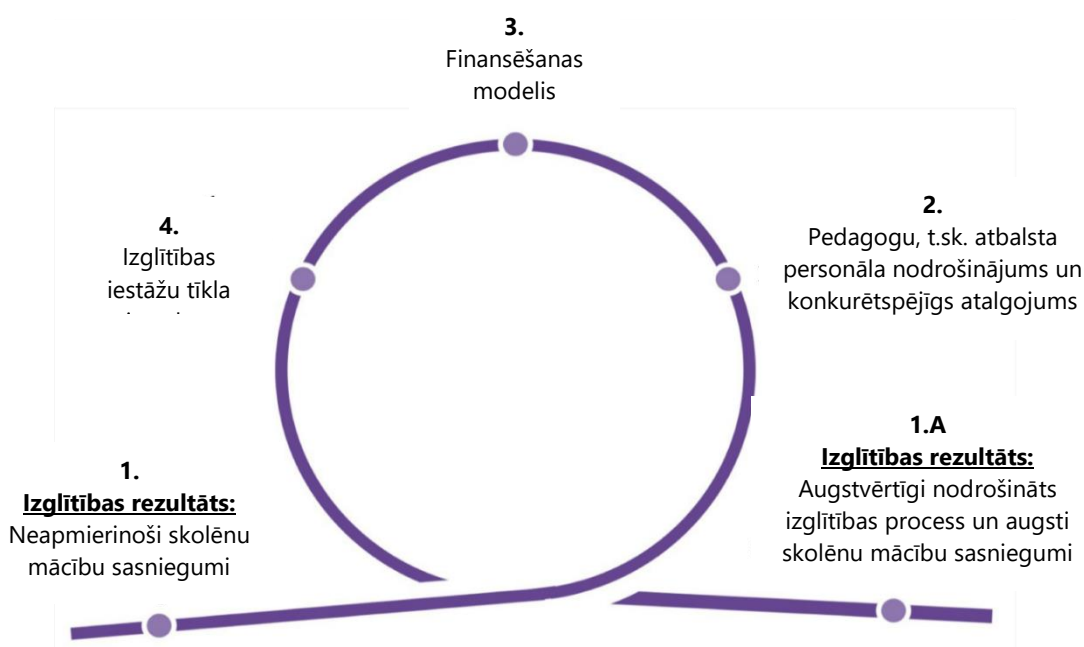 3.
Finansēšanas
modelis
4.
Izglītības
iestāžu tīkla
2.
Pedagogu, t.sk. atbalsta
personāla nodrošinājums un
konkurētspējīgs atalgojums
1.A
Izglītības rezultāts:
Augstvērtīgi nodrošināts
izglītības process un augsti
skolēnu mācību sasniegumi
1.
Izglītības rezultāts:
Neapmierinoši skolēnu
mācību sasniegumi